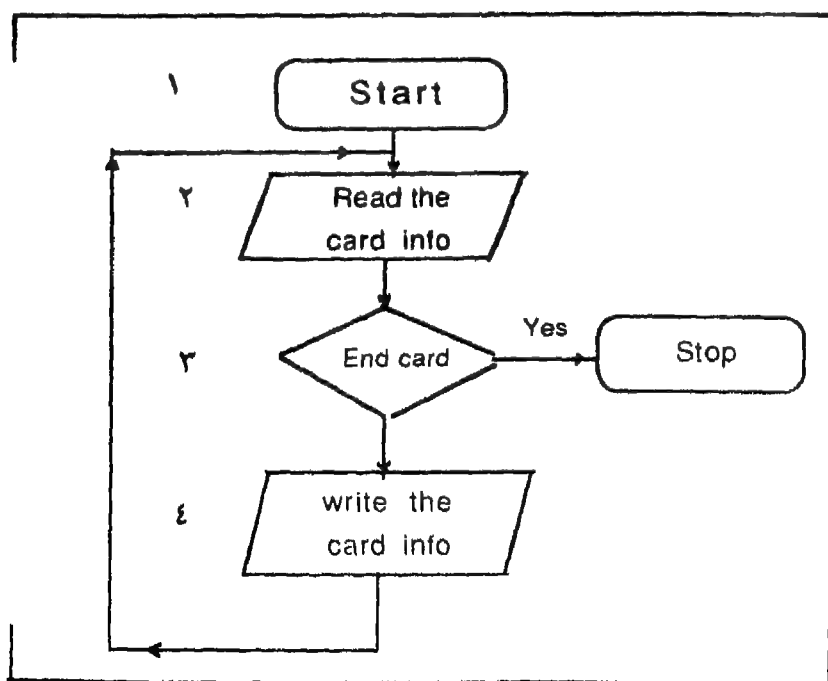 ١
Start
٢
Read the
card info
٣
End card
Yes
Stop
٤
write the
card info